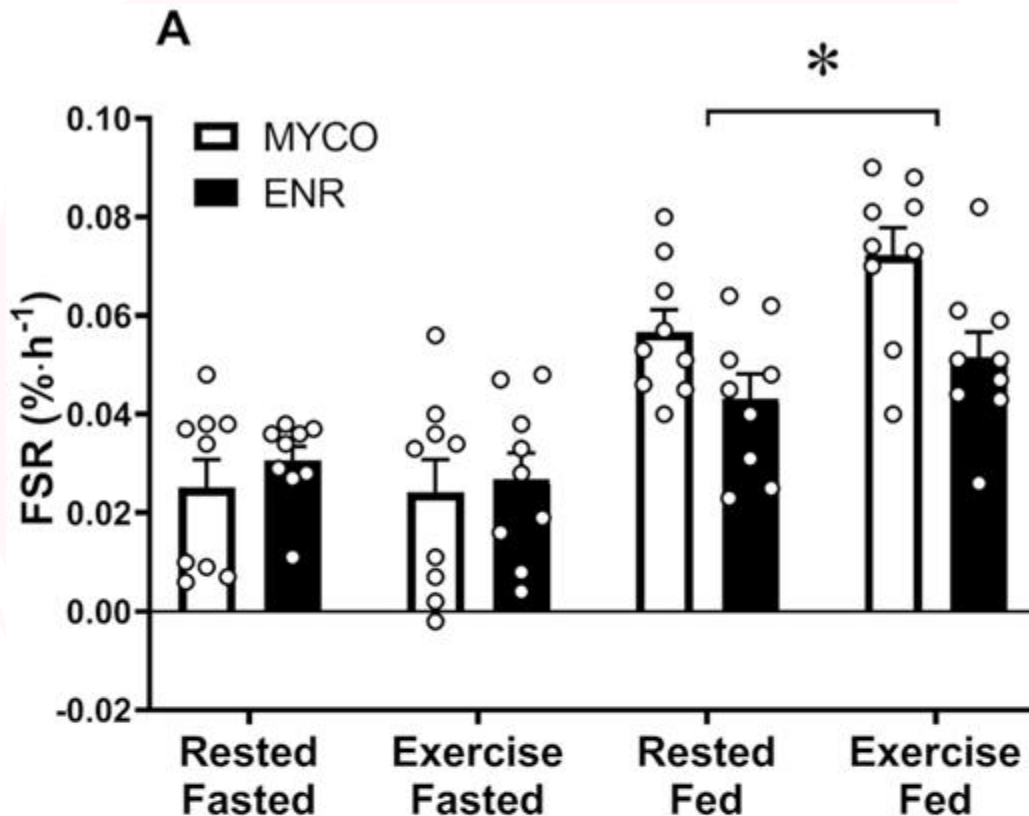 A
*
MYCO
ENR
0.10
0.08
0.06
0.04
0.02
0.00
-0.02
FSR (%·h⁻¹)
Rested Fasted
Exercise Fasted
Rested Fed
Exercise Fed